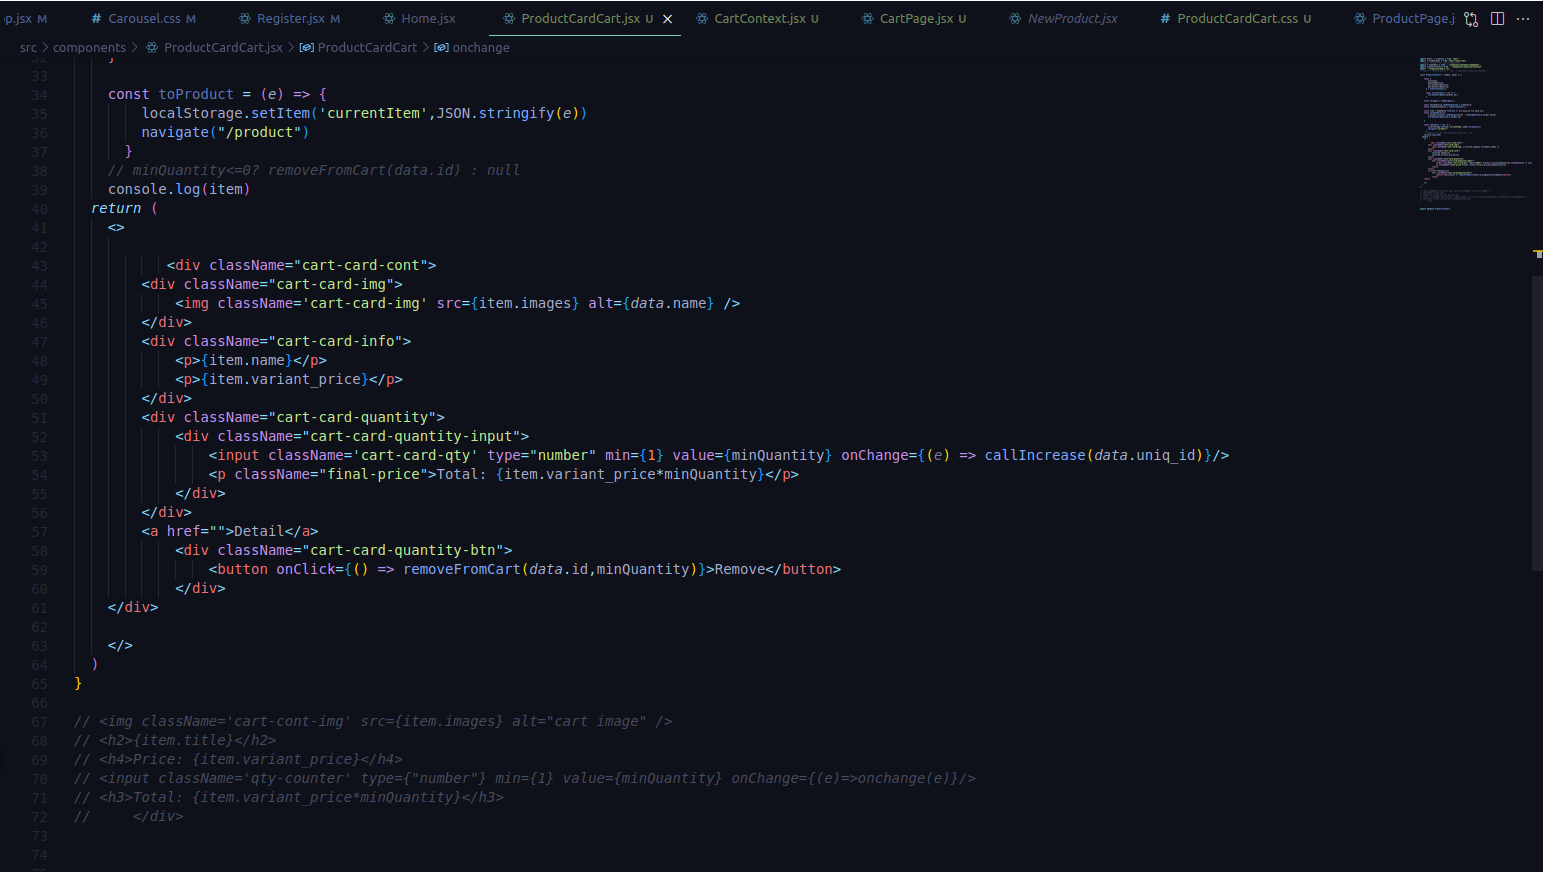 op.jsx M # Carousel.css M Register.jsx M Home.jsx ProductCardCart.jsx U × CartContext.jsx U CartPage.jsx U NewProduct.jsx # ProductCardCart.css U ProductPage.j ···
src > components > ProductCardCart.jsx > ProductCardCart > onchange
32 }
33
34 const toProduct = (e) => {
35 localStorage.setItem('currentItem',JSON.stringify(e))
36 navigate("/product")
37 }
38 // minQuantity<=0? removeFromCart(data.id) : null
39 console.log(item)
40 return (
41 <>
42
43 <div className="cart-card-cont">
44 <div className="cart-card-img">
45 <img className='cart-card-img' src={item.images} alt={data.name} />
46 </div>
47 <div className="cart-card-info">
48 <p>{item.name}</p>
49 <p>{item.variant_price}</p>
50 </div>
51 <div className="cart-card-quantity">
52 <div className="cart-card-quantity-input">
53 <input className='cart-card-qty' type="number" min={1} value={minQuantity} onChange={(e) => callIncrease(data.uniq_id)}/>
54 <p className="final-price">Total: {item.variant_price*minQuantity}</p>
55 </div>
56 </div>
57 <a href="">Detail</a>
58 <div className="cart-card-quantity-btn">
59 <button onClick={() => removeFromCart(data.id,minQuantity)}>Remove</button>
60 </div>
61 </div>
62
63 </>
64 )
65 }
66
67 // <img className='cart-cont-img' src={item.images} alt="cart image" />
68 // <h2>{item.title}</h2>
69 // <h4>Price: {item.variant_price}</h4>
70 // <input className='qty-counter' type={"number"} min={1} value={minQuantity} onChange={(e)=>onchange(e)}/>
71 // <h3>Total: {item.variant_price*minQuantity}</h3>
72 // </div>
73
74